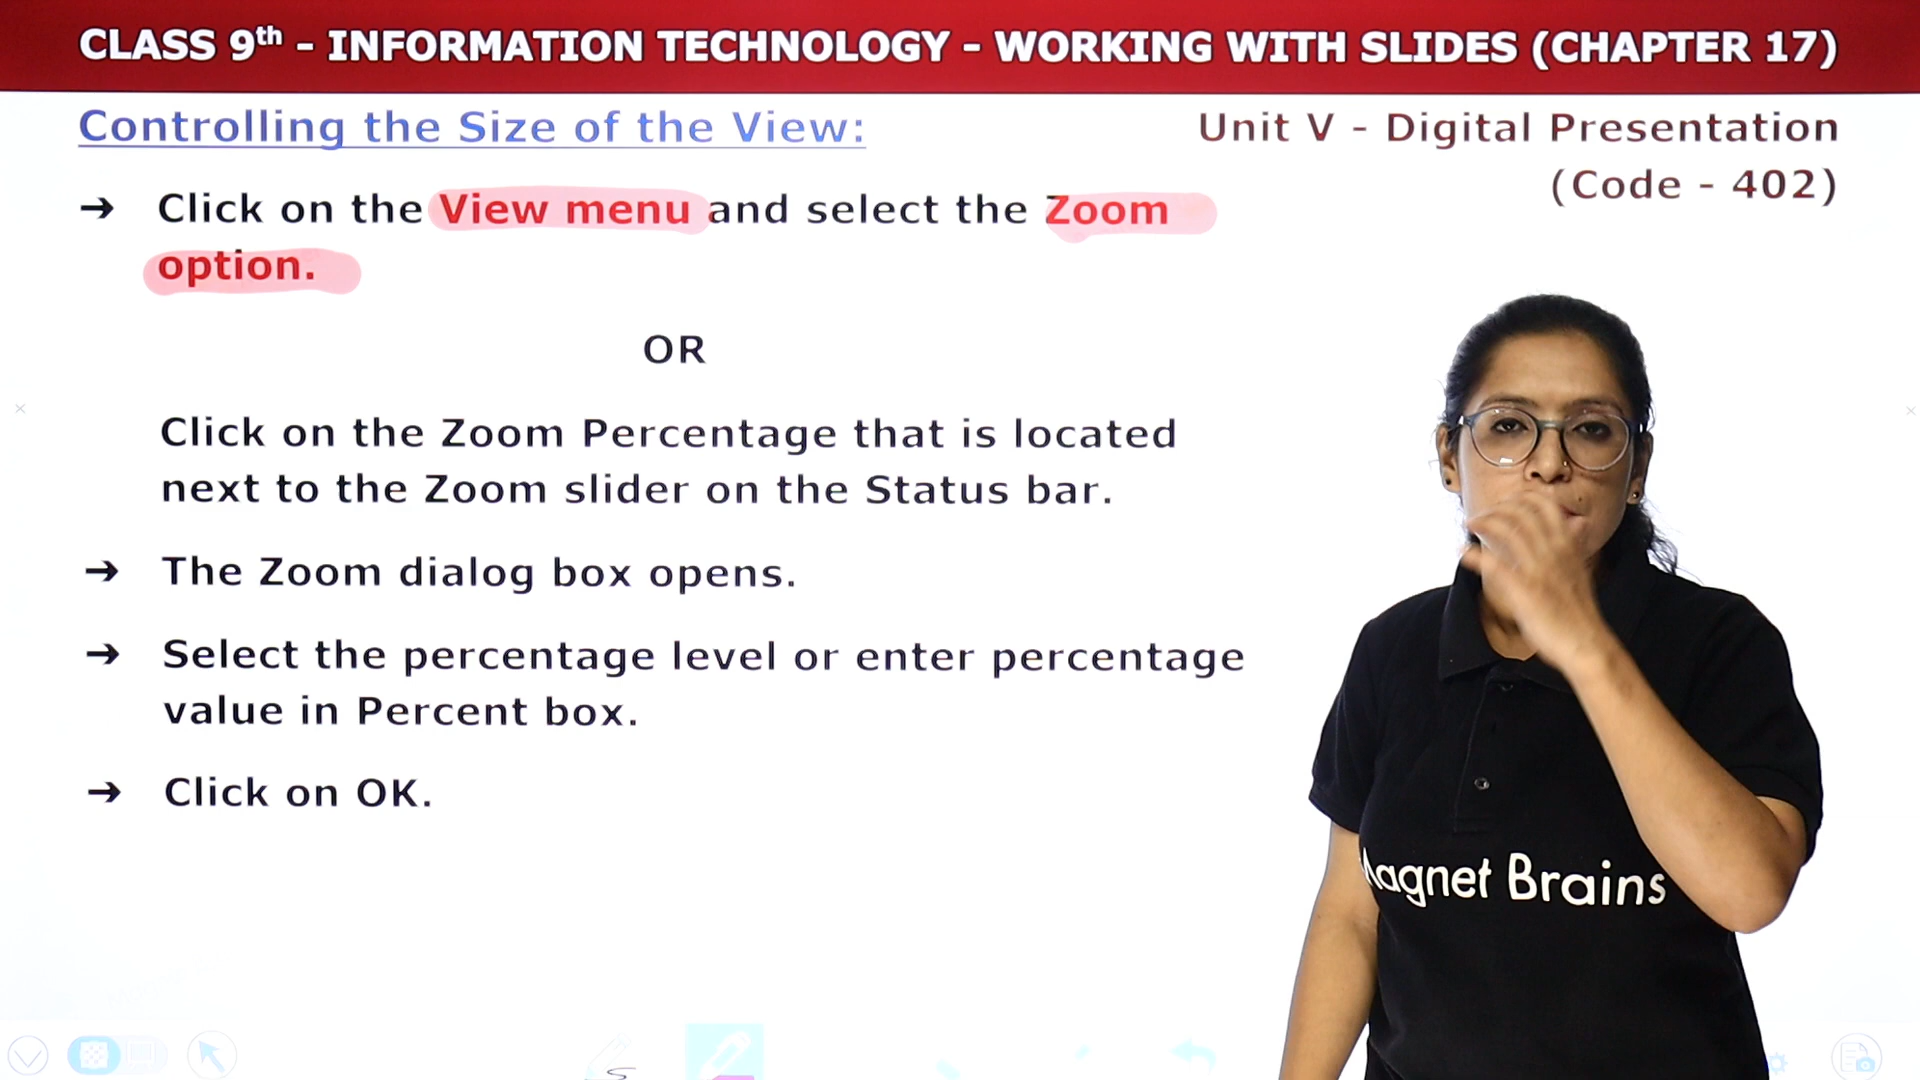 CLASS 9th - INFORMATION TECHNOLOGY - WORKING WITH SLIDES (CHAPTER 17)
Controlling the Size of the View:
Unit V - Digital Presentation
(Code - 402)
➔ Click on the View menu and select the Zoom
option.
OR
Click on the Zoom Percentage that is located
next to the Zoom slider on the Status bar.
➔ The Zoom dialog box opens.
➔ Select the percentage level or enter percentage
value in Percent box.
➔ Click on OK.
Magnet Brains